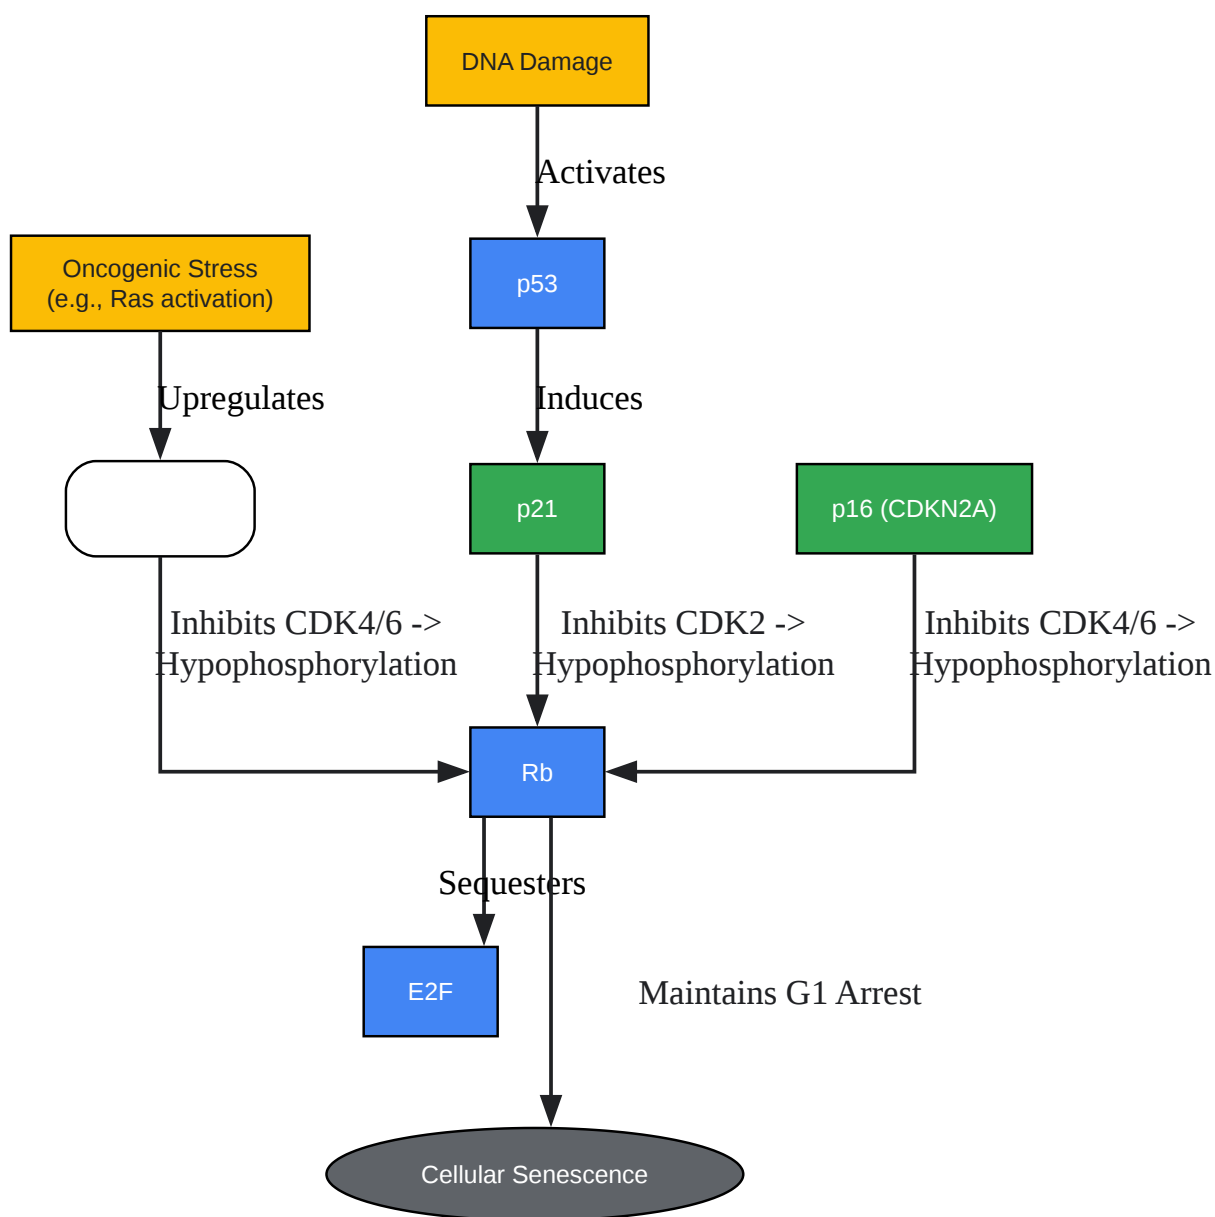 DNA Damage
Activates
Oncogenic Stress
(e.g., Ras activation)
p53
Upregulates
Induces
p21
p16 (CDKN2A)
Inhibits CDK4/6 ->
Hypophosphorylation
Inhibits CDK2 ->
Hypophosphorylation
Inhibits CDK4/6 ->
Hypophosphorylation
Rb
Sequesters
E2F
Maintains G1 Arrest
Cellular Senescence